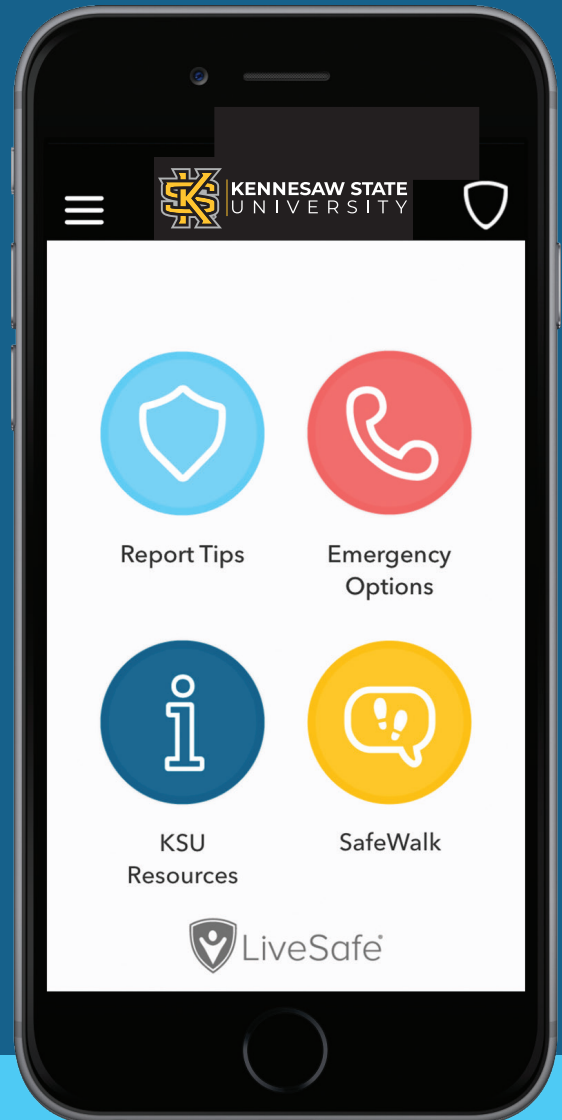 KENNESAW STATE
UNIVERSITY
Report Tips
Emergency
Options
KSU
Resources
SafeWalk
LiveSafe®